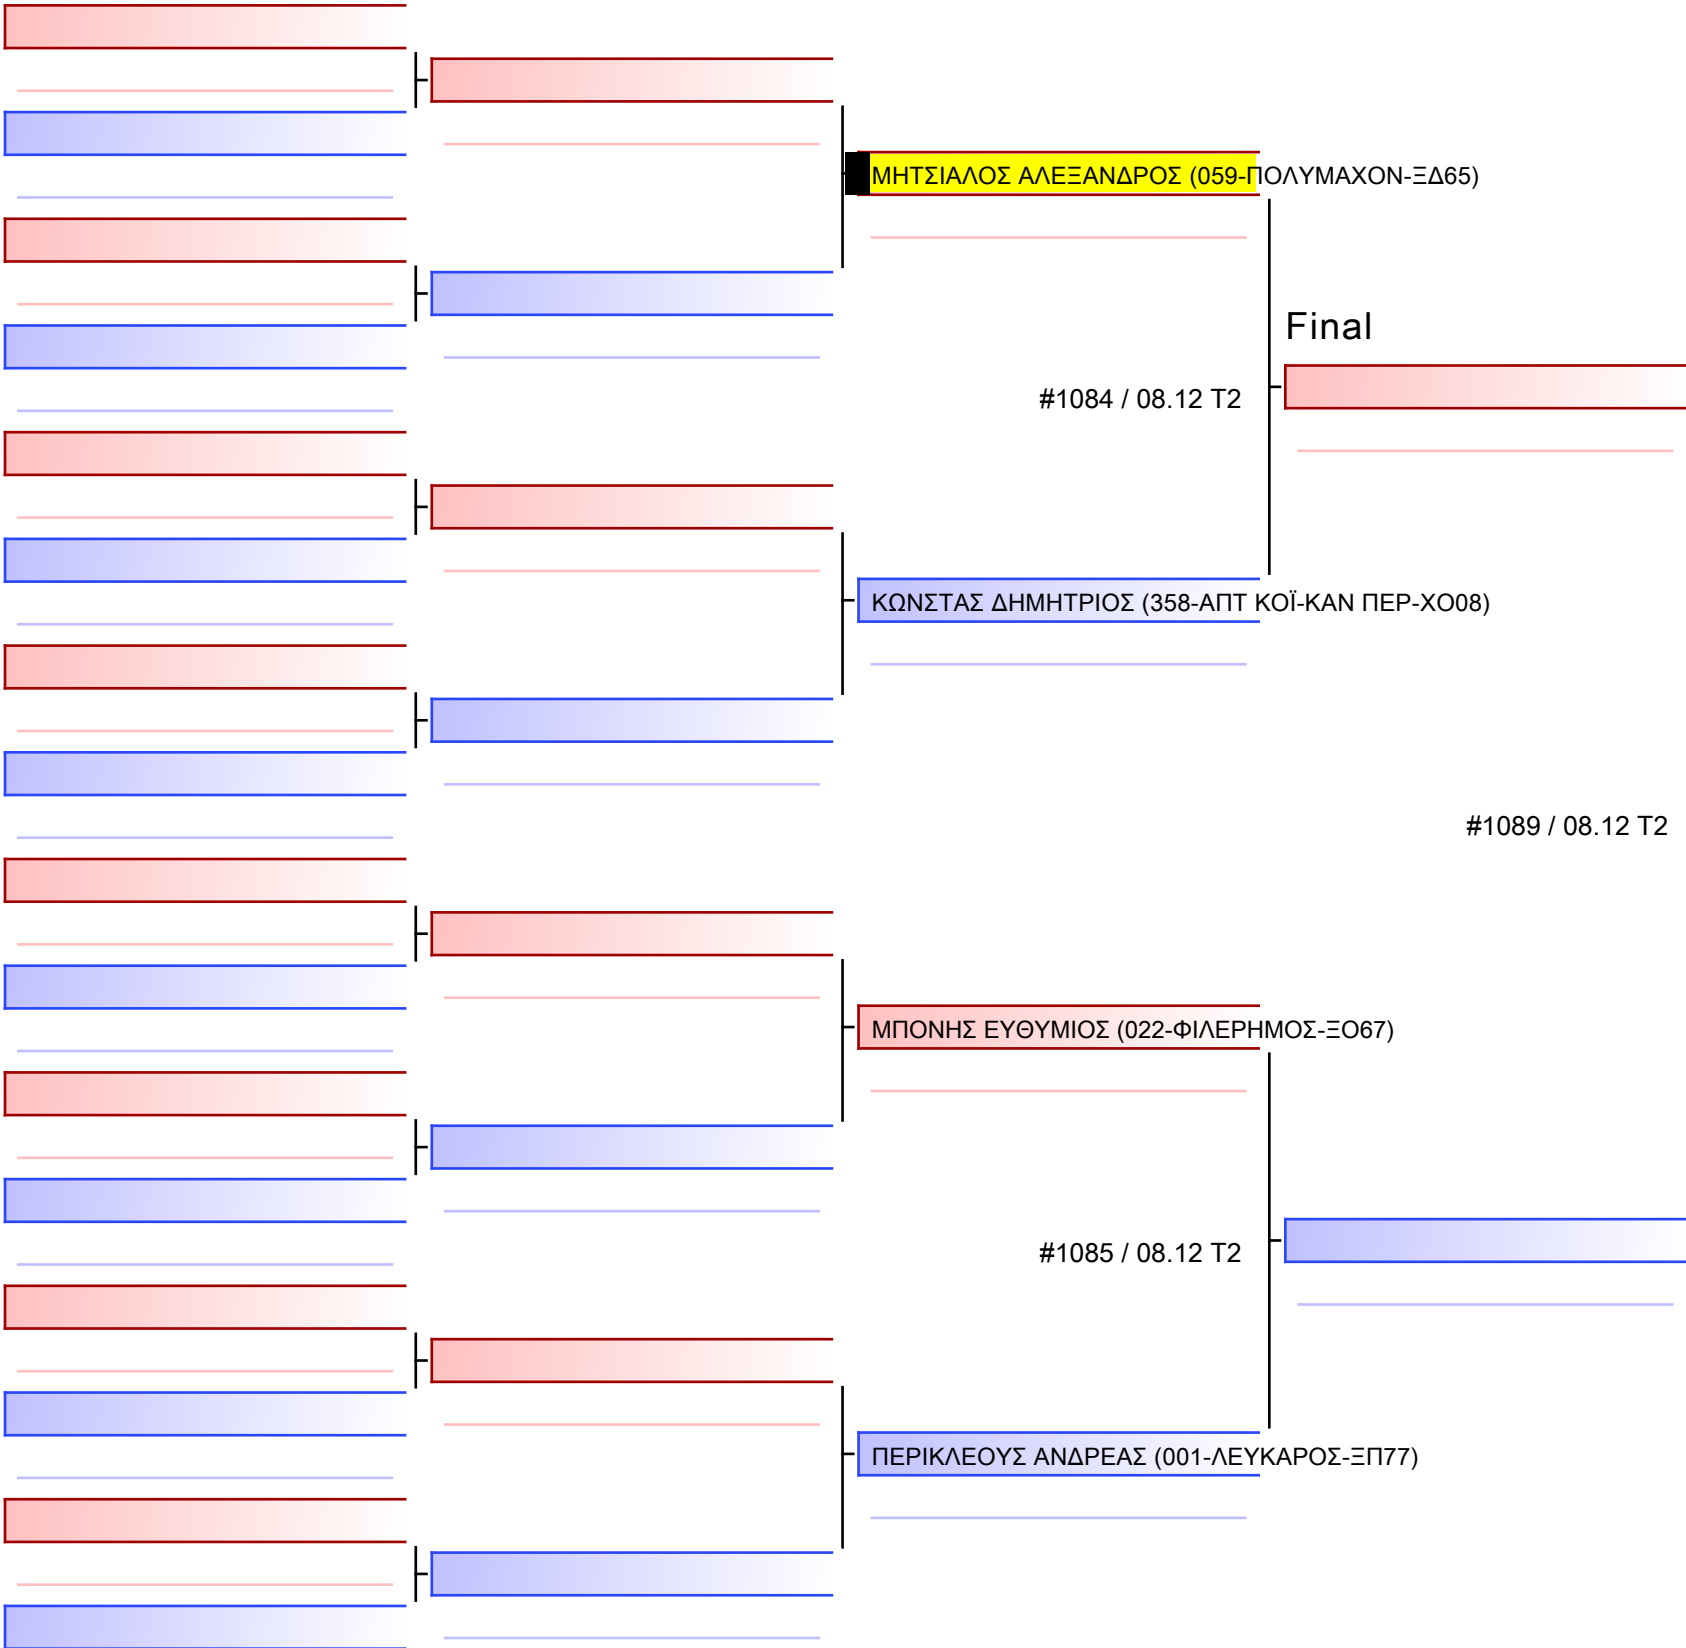 ΜΗΤΣΙΑΛΟΣ ΑΛΕΞΑΝΔΡΟΣ (059-ΠΟΛΥΜΑΧΟΝ-ΞΔ65)
Final
#1084 / 08.12 T2
ΚΩΝΣΤΑΣ ΔΗΜΗΤΡΙΟΣ (358-ΑΠΤ ΚΟΪ-ΚΑΝ ΠΕΡ-ΧΟ08)
#1089 / 08.12 T2
ΜΠΟΝΗΣ ΕΥΘΥΜΙΟΣ (022-ΦΙΛΕΡΗΜΟΣ-ΞΟ67)
#1085 / 08.12 T2
ΠΕΡΙΚΛΕΟΥΣ ΑΝΔΡΕΑΣ (001-ΛΕΥΚΑΡΟΣ-ΞΠ77)